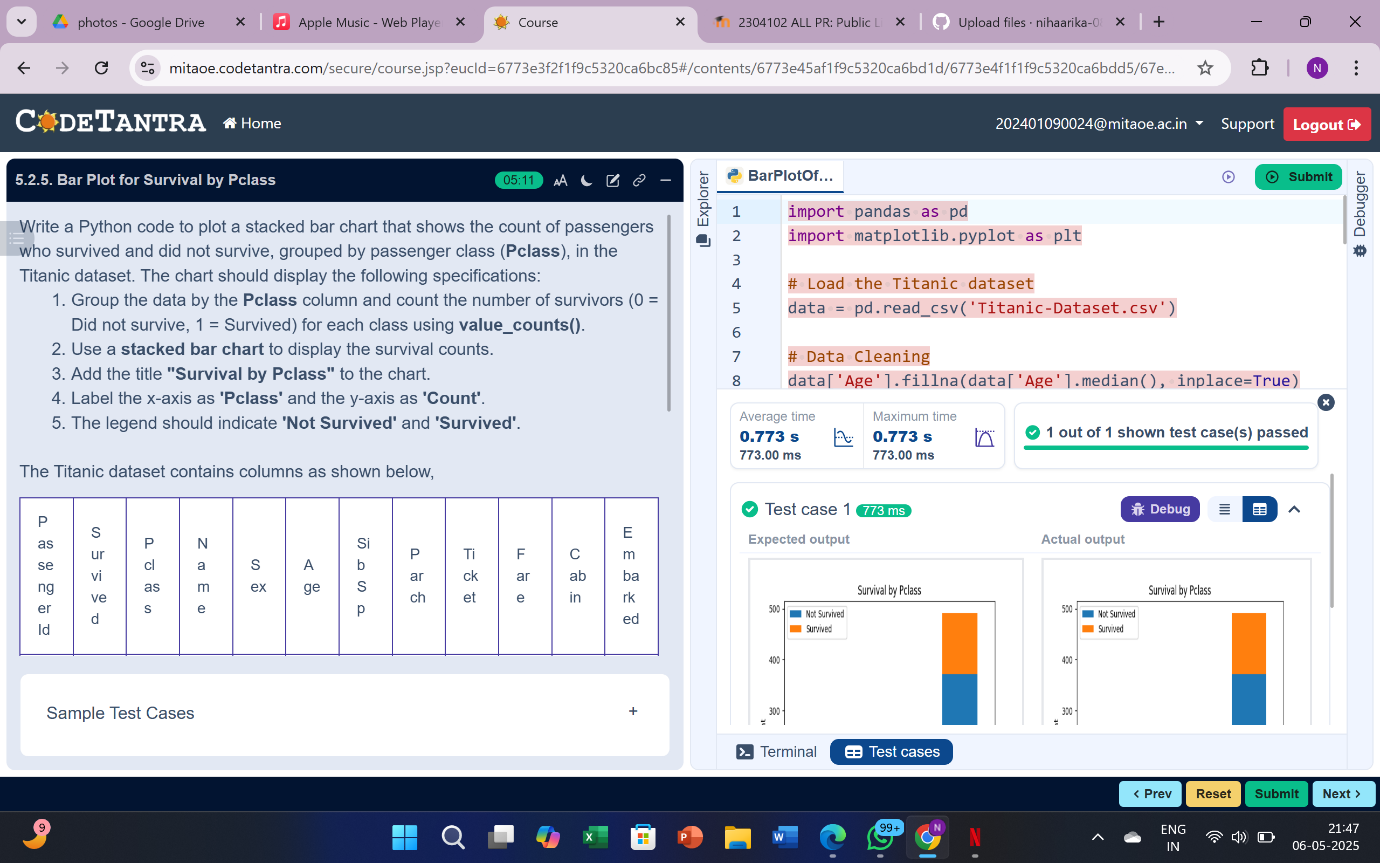 photos - Google Drive
Apple Music - Web Playe
Course
2304102 ALL PR: Public L
Upload files · nihaarika-0
mitaoe.codetantra.com/secure/course.jsp?eucId=6773e3f2f1f9c5320ca6bc85#/contents/6773e45af1f9c5320ca6bd1d/6773e4f1f1f9c5320ca6bdd5/67e...
N
CODETANTRA
Home
202401090024@mitaoe.ac.in
Support
Logout
5.2.5. Bar Plot for Survival by Pclass
05:11
AA
Write a Python code to plot a stacked bar chart that shows the count of passengers
who survived and did not survive, grouped by passenger class (Pclass), in the
Titanic dataset. The chart should display the following specifications:
1. Group the data by the Pclass column and count the number of survivors (0 =
Did not survive, 1 = Survived) for each class using value_counts().
2. Use a stacked bar chart to display the survival counts.
3. Add the title "Survival by Pclass" to the chart.
4. Label the x-axis as 'Pclass' and the y-axis as 'Count'.
5. The legend should indicate 'Not Survived' and 'Survived'.
The Titanic dataset contains columns as shown below,
PassengerId Survived Pclass Name Sex Age SibSp Parch Ticket Fare Cabin Embarked
Sample Test Cases
+
Explorer
BarPlotOf...
Submit
Debugger
1 import pandas as pd
2 import matplotlib.pyplot as plt
3
4 # Load the Titanic dataset
5 data = pd.read_csv('Titanic-Dataset.csv')
6
7 # Data Cleaning
8 data['Age'].fillna(data['Age'].median(), inplace=True)
Average time
0.773 s
773.00 ms
Maximum time
0.773 s
773.00 ms
1 out of 1 shown test case(s) passed
Test case 1 773 ms
Debug
Expected output
Actual output
Survival by Pclass
Not Survived
Survived
500
400
300
Survival by Pclass
Not Survived
Survived
500
400
300
Terminal
Test cases
< Prev
Reset
Submit
Next >
9
99+
N
ENG
IN
21:47
06-05-2025